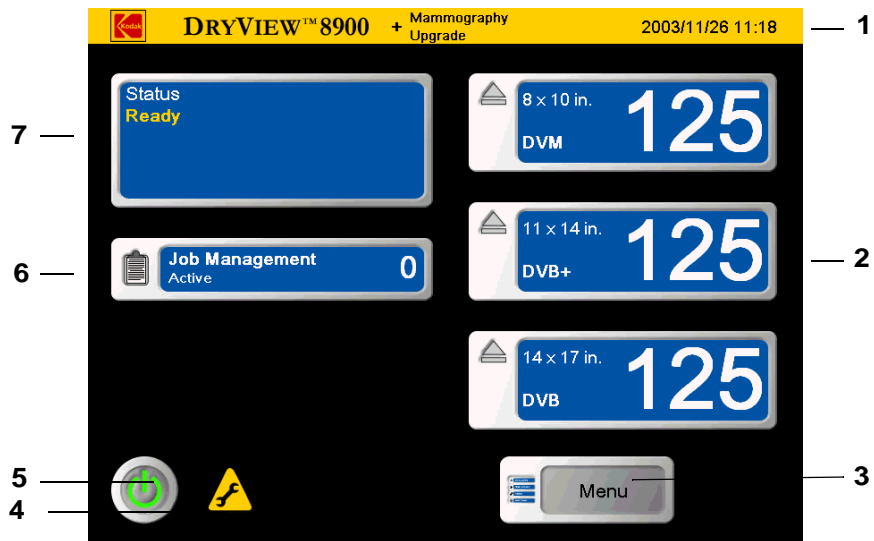 Kodak
DRYVIEW™ 8900
+ Mammography
Upgrade
2003/11/26 11:18
1
Status
Ready
7
8 x 10 in.
DVM
125
11 x 14 in.
DVB+
125
2
Job Management
Active
0
6
14 x 17 in.
DVB
125
5
4
Menu
3